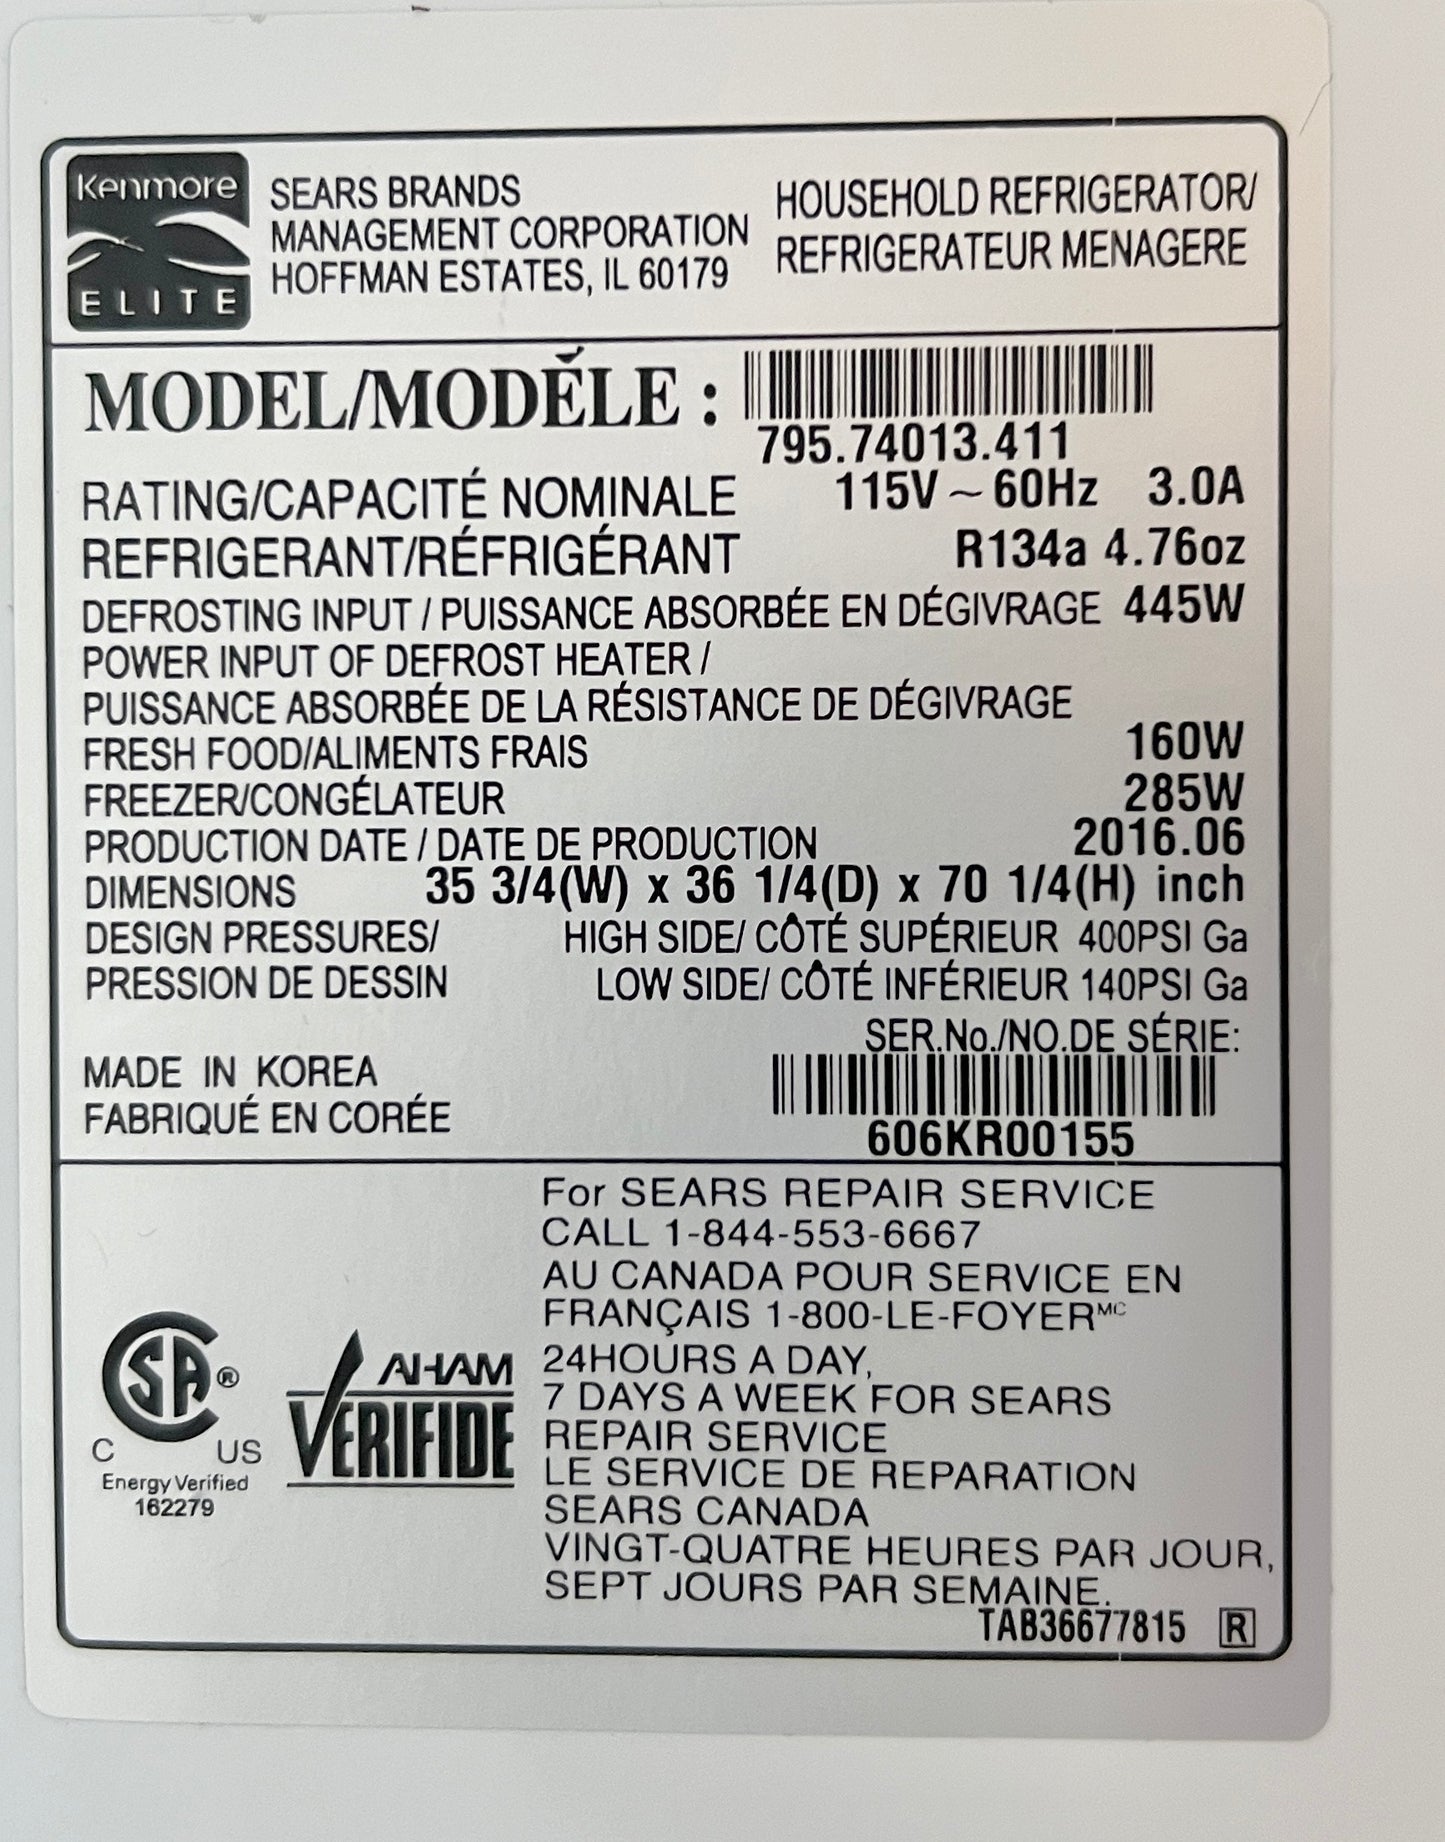 Kenmore
ELITE
SEARS BRANDS
MANAGEMENT CORPORATION
HOFFMAN ESTATES, IL 60179
HOUSEHOLD REFRIGERATOR/
REFRIGERATEUR MENAGERE
MODEL/MODĚLE :
795.74013.411
RATING/CAPACITÉ NOMINALE 115V ~ 60Hz 3.0A
REFRIGERANT/RÉFRIGÉRANT R134a 4.76oz
DEFROSTING INPUT / PUISSANCE ABSORBÉE EN DÉGIVRAGE 445W
POWER INPUT OF DEFROST HEATER /
PUISSANCE ABSORBÉE DE LA RÉSISTANCE DE DÉGIVRAGE
FRESH FOOD/ALIMENTS FRAIS 160W
FREEZER/CONGÉLATEUR 285W
PRODUCTION DATE / DATE DE PRODUCTION 2016.06
DIMENSIONS 35 3/4(W) x 36 1/4(D) x 70 1/4(H) inch
DESIGN PRESSURES/ HIGH SIDE/ CÔTÉ SUPÉRIEUR 400PSI Ga
PRESSION DE DESSIN LOW SIDE/ CÔTÉ INFÉRIEUR 140PSI Ga
SER.No./NO.DE SÉRIE:
MADE IN KOREA
FABRIQUÉ EN CORÉE
606KR00155
For SEARS REPAIR SERVICE
CALL 1-844-553-6667
AU CANADA POUR SERVICE EN
FRANÇAIS 1-800-LE-FOYER MC
24HOURS A DAY,
7 DAYS A WEEK FOR SEARS
REPAIR SERVICE
LE SERVICE DE REPARATION
SEARS CANADA
VINGT-QUATRE HEURES PAR JOUR,
SEPT JOURS PAR SEMAINE.
TAB36677815 R
SA ®
C US
Energy Verified
162279
AHAM
VERIFIDE